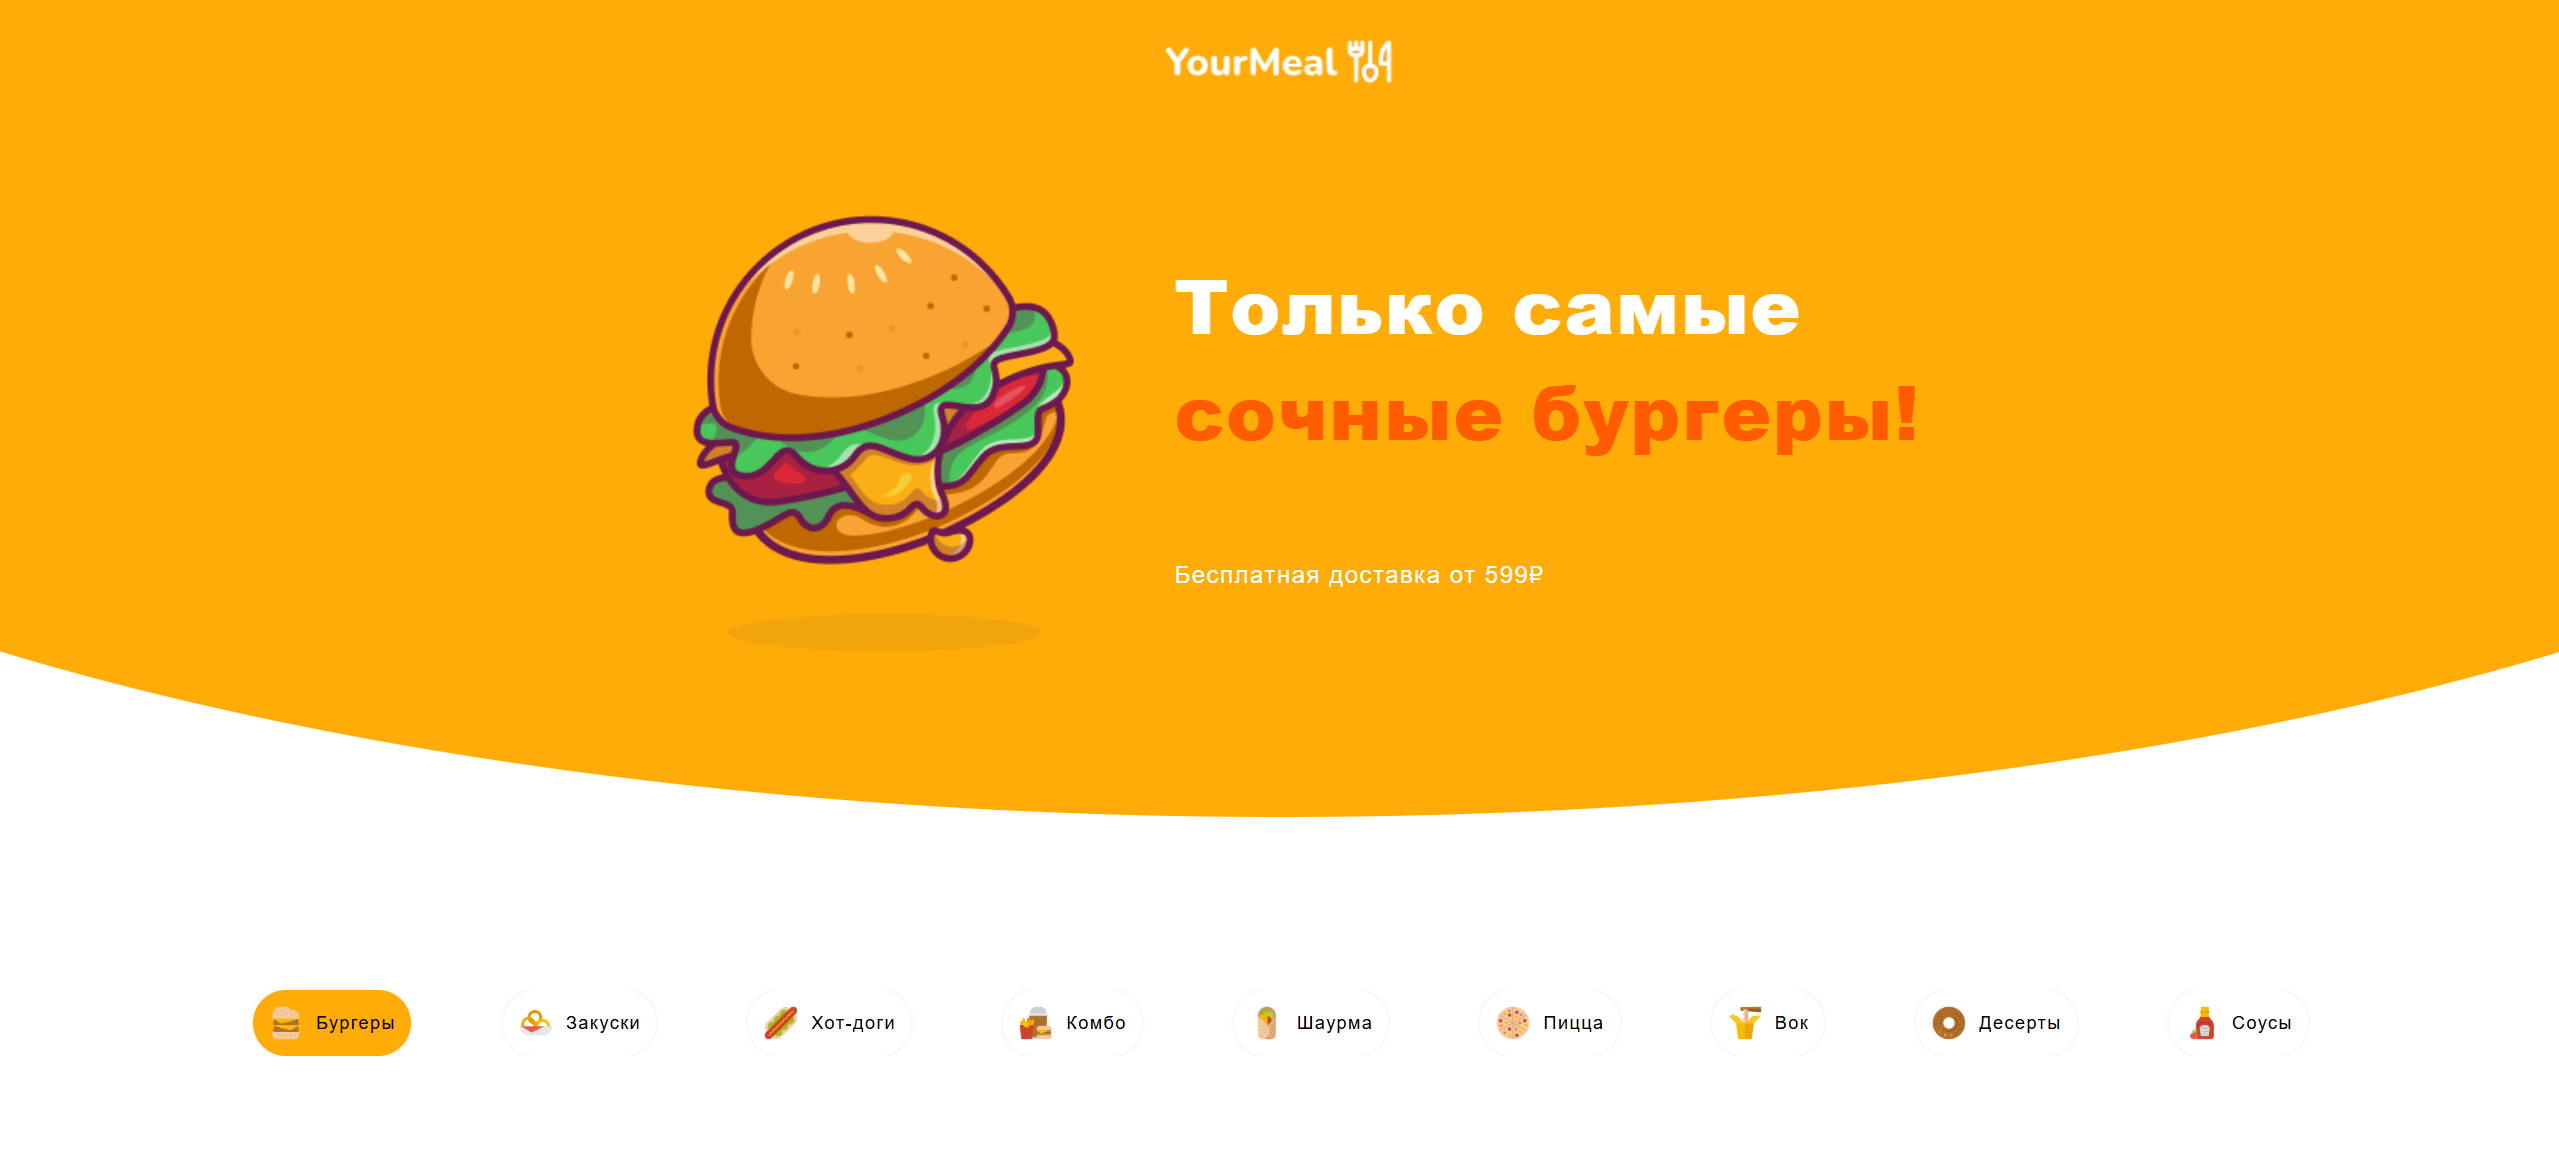 YourMeal
Только самые
сочные бургеры!
Бесплатная доставка от 599₽
Бургеры
Закуски
Хот-доги
Комбо
Шаурма
Пицца
Вок
Десерты
Соусы